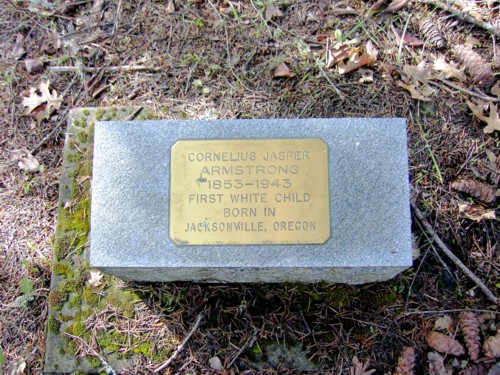 CORNELIUS JASPER
ARMSTRONG
1853-1943
FIRST WHITE CHILD
BORN IN
JACKSONVILLE, OREGON